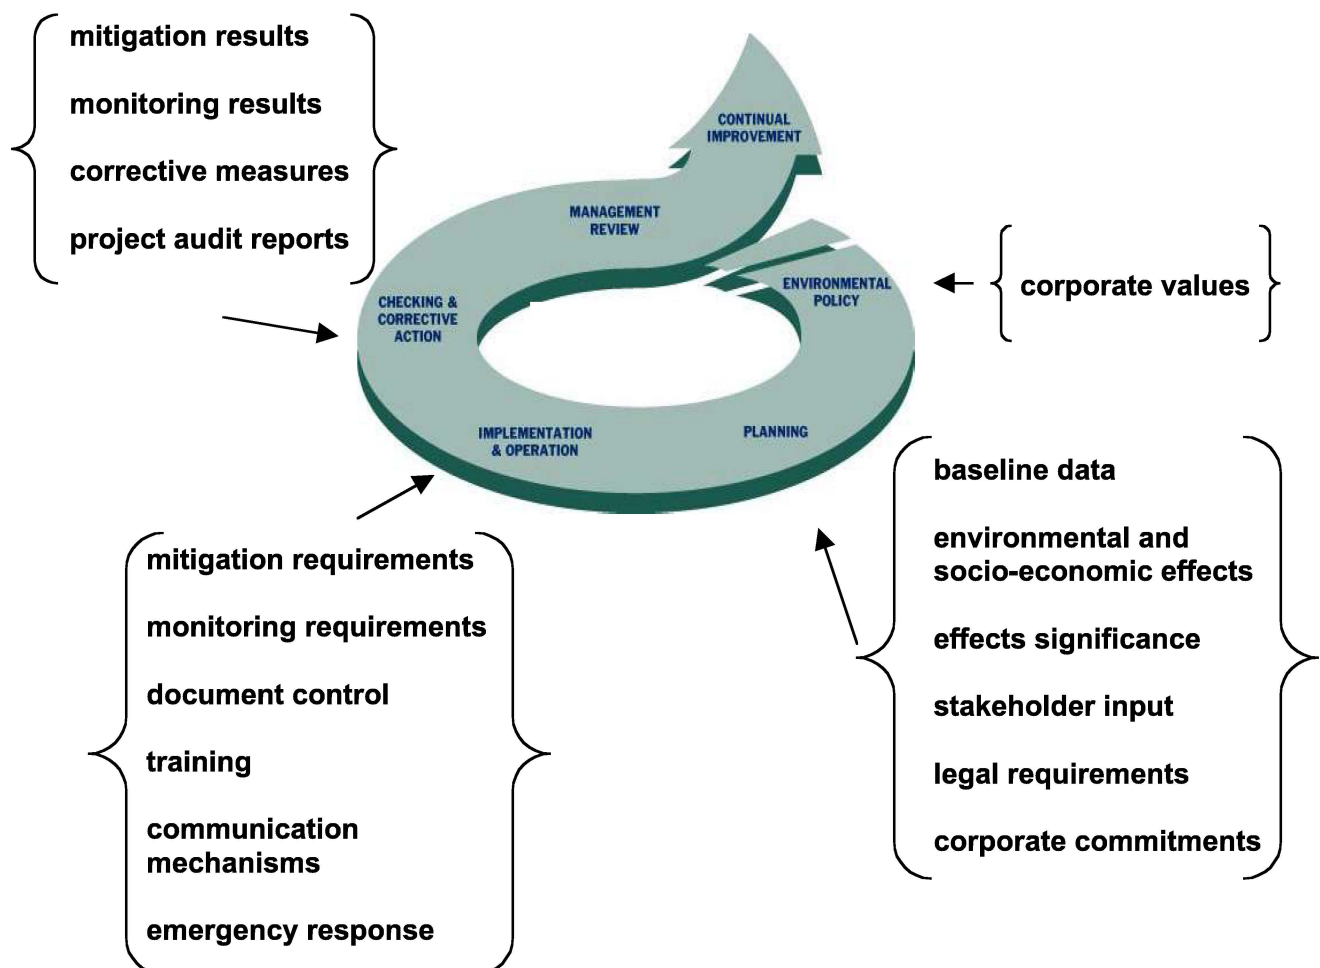 mitigation results
monitoring results
corrective measures
project audit reports
CONTINUAL
IMPROVEMENT
MANAGEMENT
REVIEW
ENVIRONMENTAL
POLICY
corporate values
CHECKING &
CORRECTIVE
ACTION
IMPLEMENTATION
& OPERATION
PLANNING
mitigation requirements
monitoring requirements
document control
training
communication
mechanisms
emergency response
baseline data
environmental and
socio-economic effects
effects significance
stakeholder input
legal requirements
corporate commitments